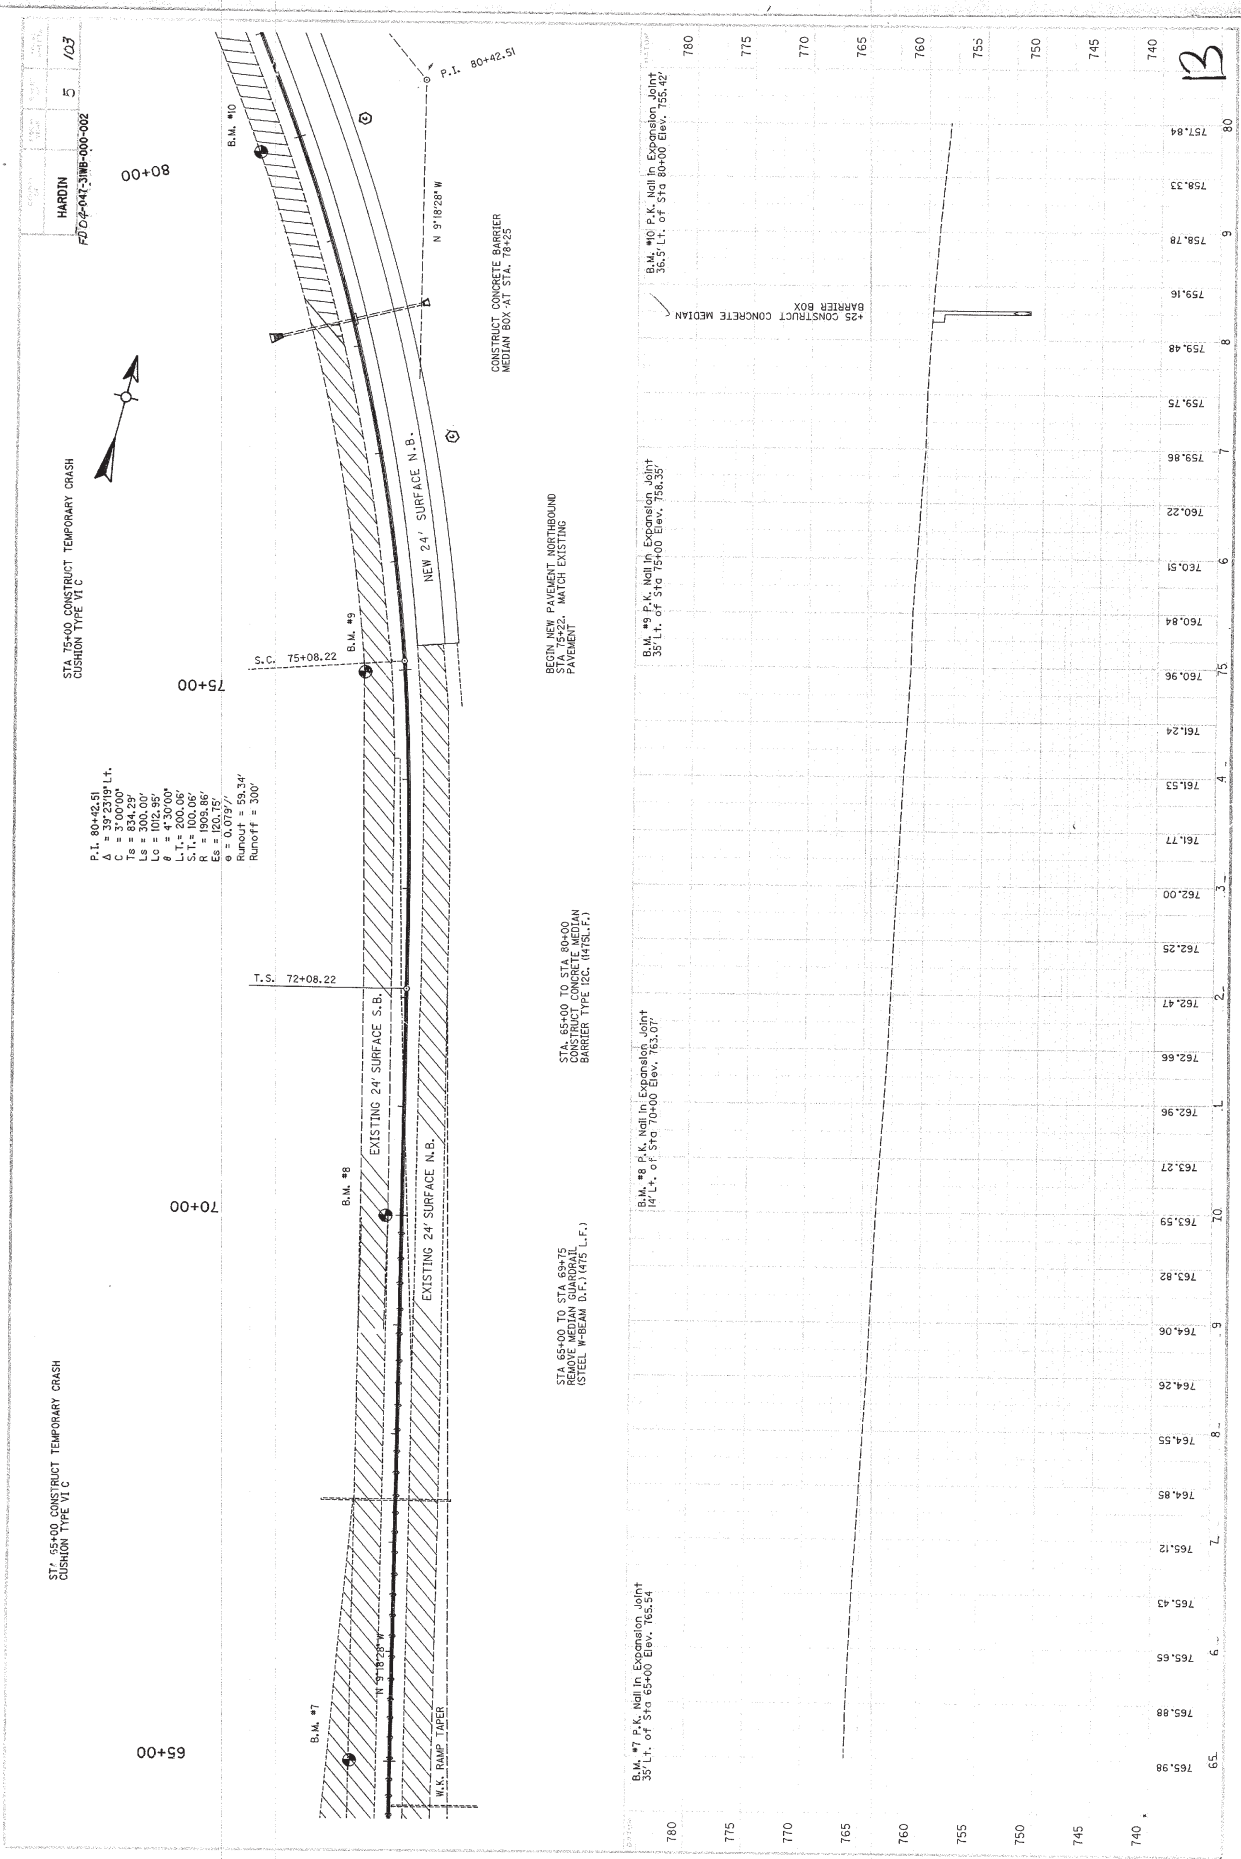 HARDIN
5
103
FD04-047-31WB-000-002
13
STA 65+00 CONSTRUCT TEMPORARY CRASH
CUSHION TYPE VI C
STA 75+00 CONSTRUCT TEMPORARY CRASH
CUSHION TYPE VI C
P.I. 80+42.51
Δ = 39°23'19" Lt.
C = 3°00'00"
Ts = 834.29'
Ls = 300.00'
Lc = 1012.95'
θ = 4°30'00"
L.T. = 200.06'
S.T. = 100.06'
R = 1909.86'
Es = 120.75'
e = 0.079'/'
Runout = 59.34'
Runoff = 300'
65+00
70+00
75+00
80+00
T.S. 72+08.22
S.C. 75+08.22
B.M. #7
B.M. #8
B.M. #9
B.M. #10
P.I. 80+42.51
N 9°18'28" W
N 9°18'28" W
W.K. RAMP TAPER
EXISTING 24' SURFACE S.B.
EXISTING 24' SURFACE N.B.
NEW 24' SURFACE N.B.
CONSTRUCT CONCRETE BARRIER
MEDIAN BOX AT STA. 78+25
BEGIN NEW PAVEMENT NORTHBOUND
STA 75+22. MATCH EXISTING
PAVEMENT
STA. 65+00 TO STA 80+00
CONSTRUCT CONCRETE MEDIAN
BARRIER TYPE 12C. (1475L.F.)
STA 65+00 TO STA 69+75
REMOVE MEDIAN GUARDRAIL
(STEEL W-BEAM D.F.) (475 L.F.)
B.M. #7 P.K. Nail In Expansion Joint
35' Lt. of Sta 65+00 Elev. 765.54
B.M. #8 P.K. Nail In Expansion Joint
14' Lt. of Sta 70+00 Elev. 763.07'
B.M. #9 P.K. Nail In Expansion Joint
35' Lt. of Sta 75+00 Elev. 758.35'
B.M. #10 P.K. Nail In Expansion Joint
36.5' Lt. of Sta 80+00 Elev. 755.42'
+25 CONSTRUCT CONCRETE MEDIAN
BARRIER BOX
780
775
770
765
760
755
750
745
740
780
775
770
765
760
755
750
745
740
765.98
765.88
765.65
765.43
765.12
764.85
764.55
764.26
764.06
763.82
763.59
763.27
762.96
762.66
762.47
762.25
762.00
761.77
761.53
761.24
760.96
760.84
760.51
760.22
759.86
759.75
759.48
759.16
758.78
758.33
757.84
65
6
7
8
9
70
1
2
3
4
75
6
7
8
9
80